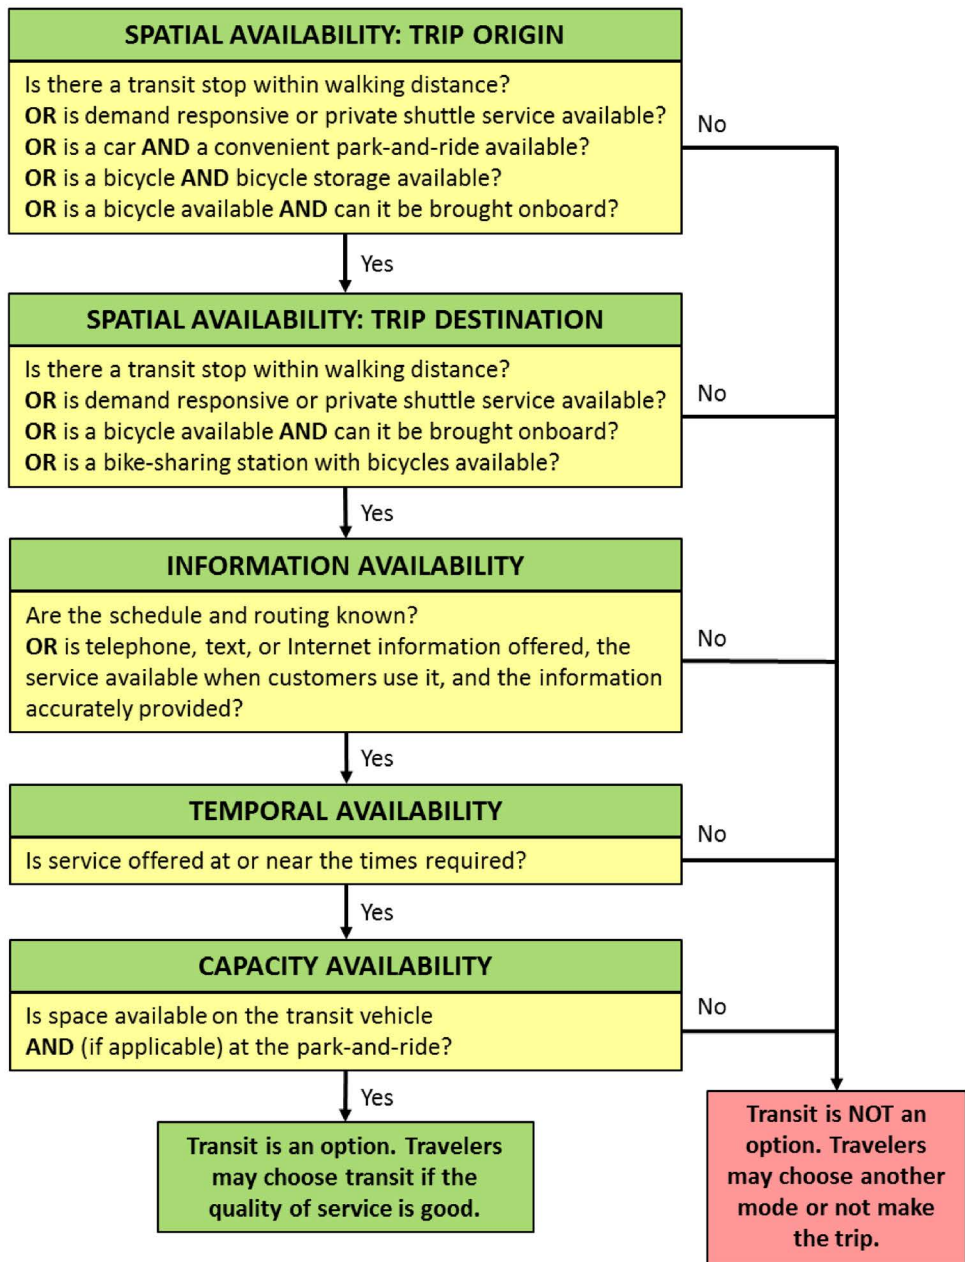 SPATIAL AVAILABILITY: TRIP ORIGIN
Is there a transit stop within walking distance?
OR is demand responsive or private shuttle service available?
OR is a car AND a convenient park-and-ride available?
OR is a bicycle AND bicycle storage available?
OR is a bicycle available AND can it be brought onboard?
No
Yes
SPATIAL AVAILABILITY: TRIP DESTINATION
Is there a transit stop within walking distance?
OR is demand responsive or private shuttle service available?
OR is a bicycle available AND can it be brought onboard?
OR is a bike-sharing station with bicycles available?
No
Yes
INFORMATION AVAILABILITY
Are the schedule and routing known?
OR is telephone, text, or Internet information offered, the
service available when customers use it, and the information
accurately provided?
No
Yes
TEMPORAL AVAILABILITY
Is service offered at or near the times required?
No
Yes
CAPACITY AVAILABILITY
Is space available on the transit vehicle
AND (if applicable) at the park-and-ride?
No
Yes
Transit is an option. Travelers
may choose transit if the
quality of service is good.
Transit is NOT an
option. Travelers
may choose another
mode or not make
the trip.